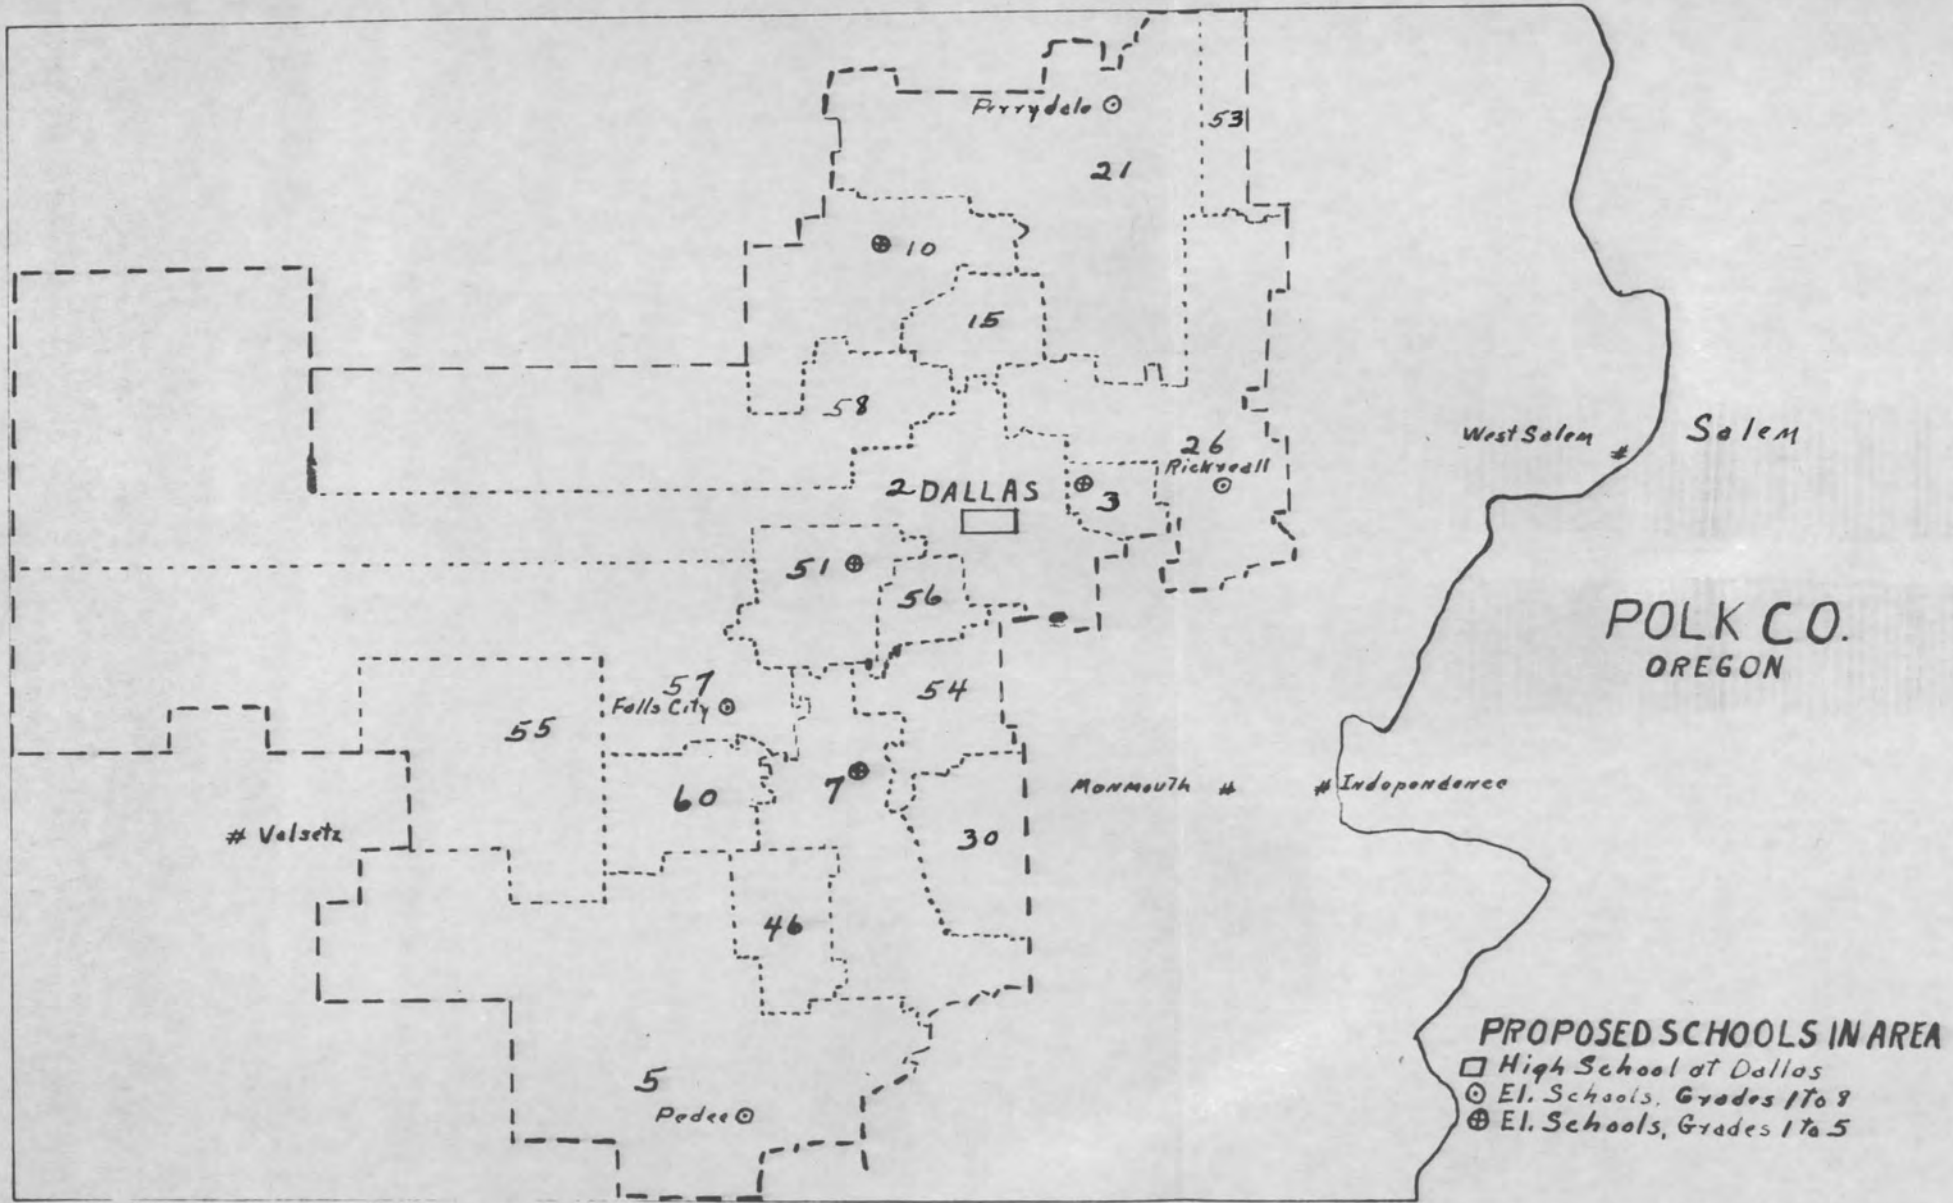 Perrydale ⊙
53
21
⊕ 10
15
58
West Salem #
Salem
26
Rickreall
⊙
2 DALLAS
⊕
3
51 ⊕
56
POLK CO.
OREGON
57
Falls City ⊙
54
55
7 ⊕
60
Monmouth #
# Independence
# Valsetz
30
46
5
Pedee ⊙
PROPOSED SCHOOLS IN AREA
▭ High School at Dallas
⊙ El. Schools, Grades 1 to 8
⊕ El. Schools, Grades 1 to 5